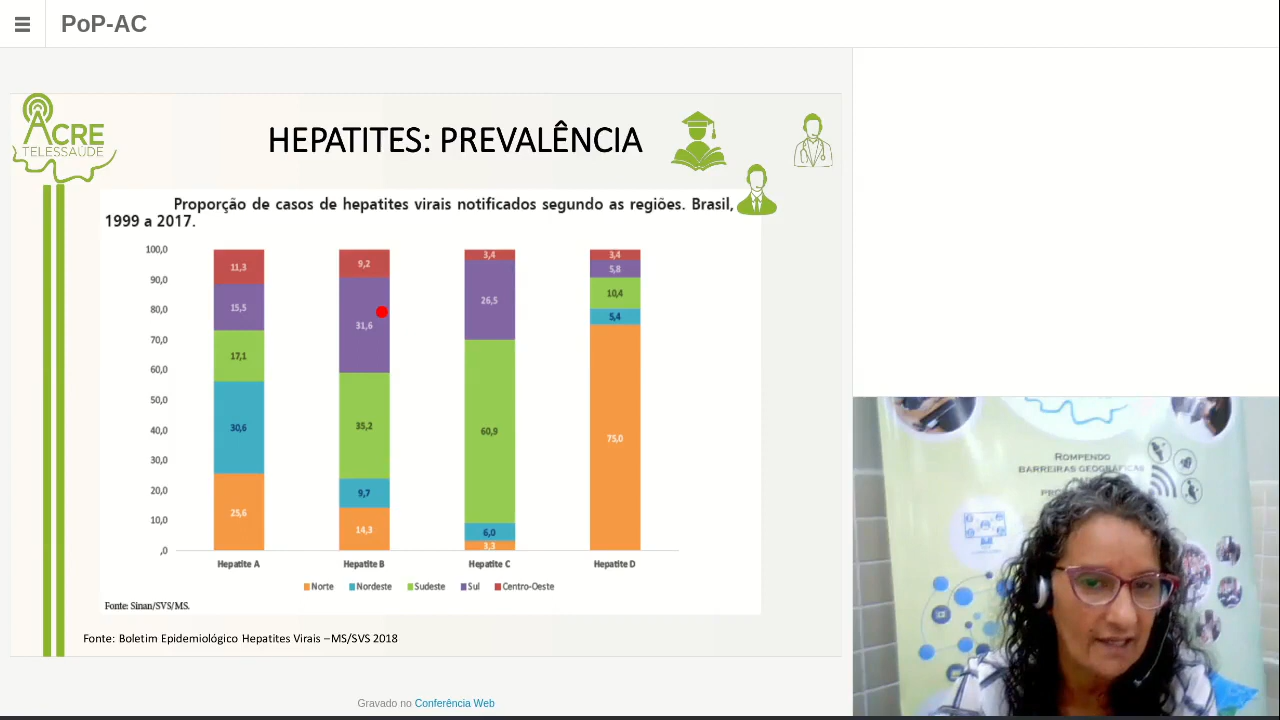 PoP-AC
ACRE
TELESSAÚDE
HEPATITES: PREVALÊNCIA
Proporção de casos de hepatites virais notificados segundo as regiões. Brasil,
1999 a 2017.
100,0
90,0
80,0
70,0
60,0
50,0
40,0
30,0
20,0
10,0
,0
11,3
15,5
17,1
30,6
25,6
9,2
31,6
35,2
9,7
14,3
3,4
26,5
60,9
6,0
3,3
3,4
5,8
10,4
5,4
75,0
Hepatite A
Hepatite B
Hepatite C
Hepatite D
Norte Nordeste Sudeste Sul Centro-Oeste
Fonte: Sinan/SVS/MS.
Fonte: Boletim Epidemiológico Hepatites Virais –MS/SVS 2018
Gravado no Conferência Web
ROMPENDO
BARREIRAS GEOGRÁFICAS